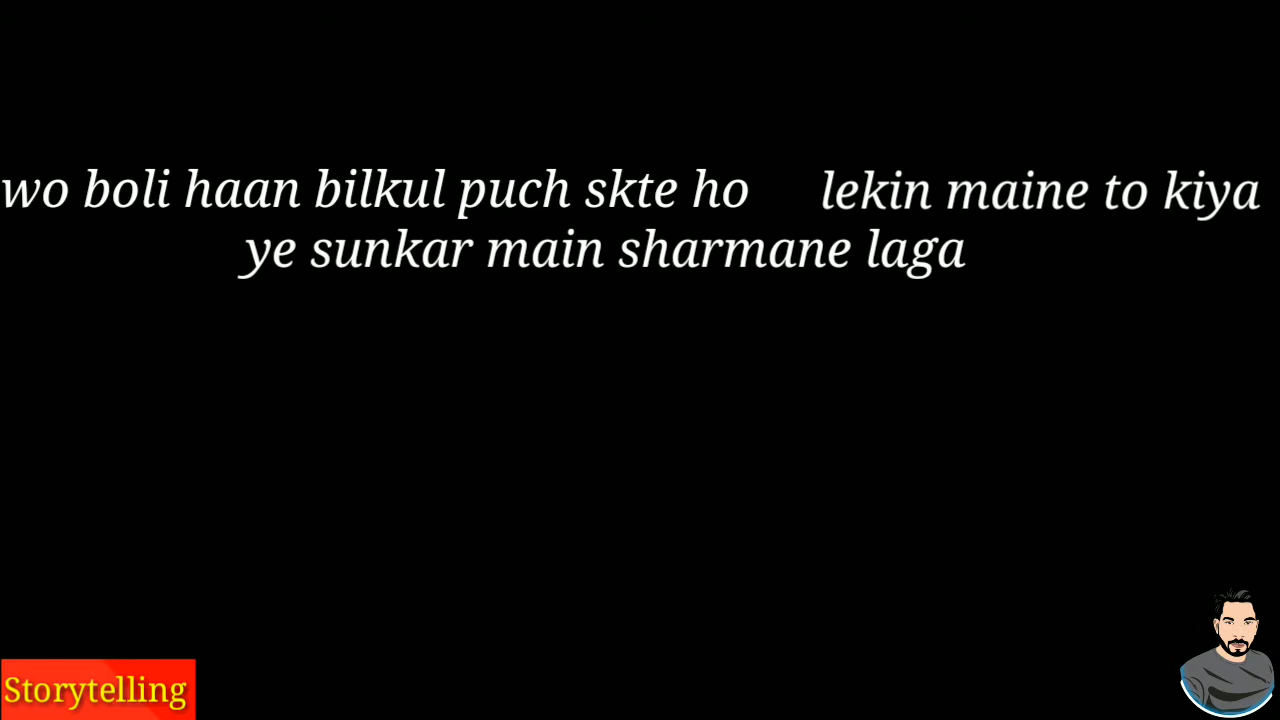 wo boli haan bilkul puch skte ho lekin maine to kiya
ye sunkar main sharmane laga
Storytelling